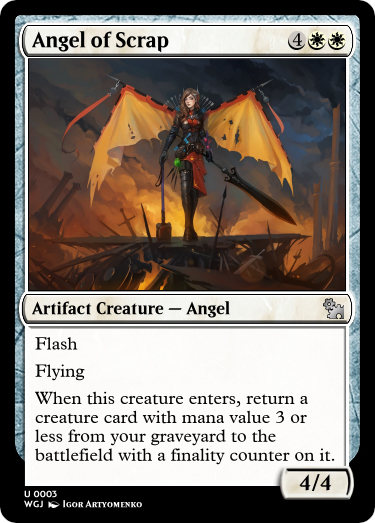 Angel of Scrap 4
Artifact Creature — Angel
Flash
Flying
When this creature enters, return a
creature card with mana value 3 or
less from your graveyard to the
battlefield with a finality counter on it.
4/4
U 0003
WGJ Igor Artyomenko